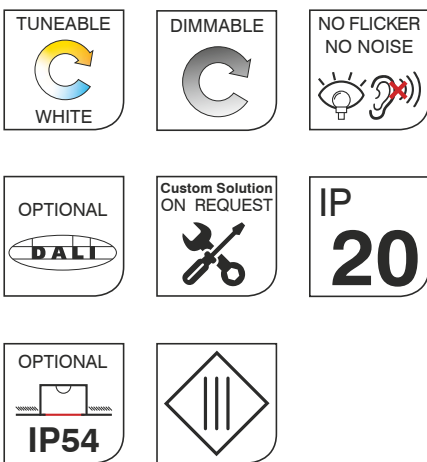 TUNEABLE
WHITE
DIMMABLE
NO FLICKER
NO NOISE
OPTIONAL
DALI
Custom Solution
ON REQUEST
IP
20
OPTIONAL
IP54